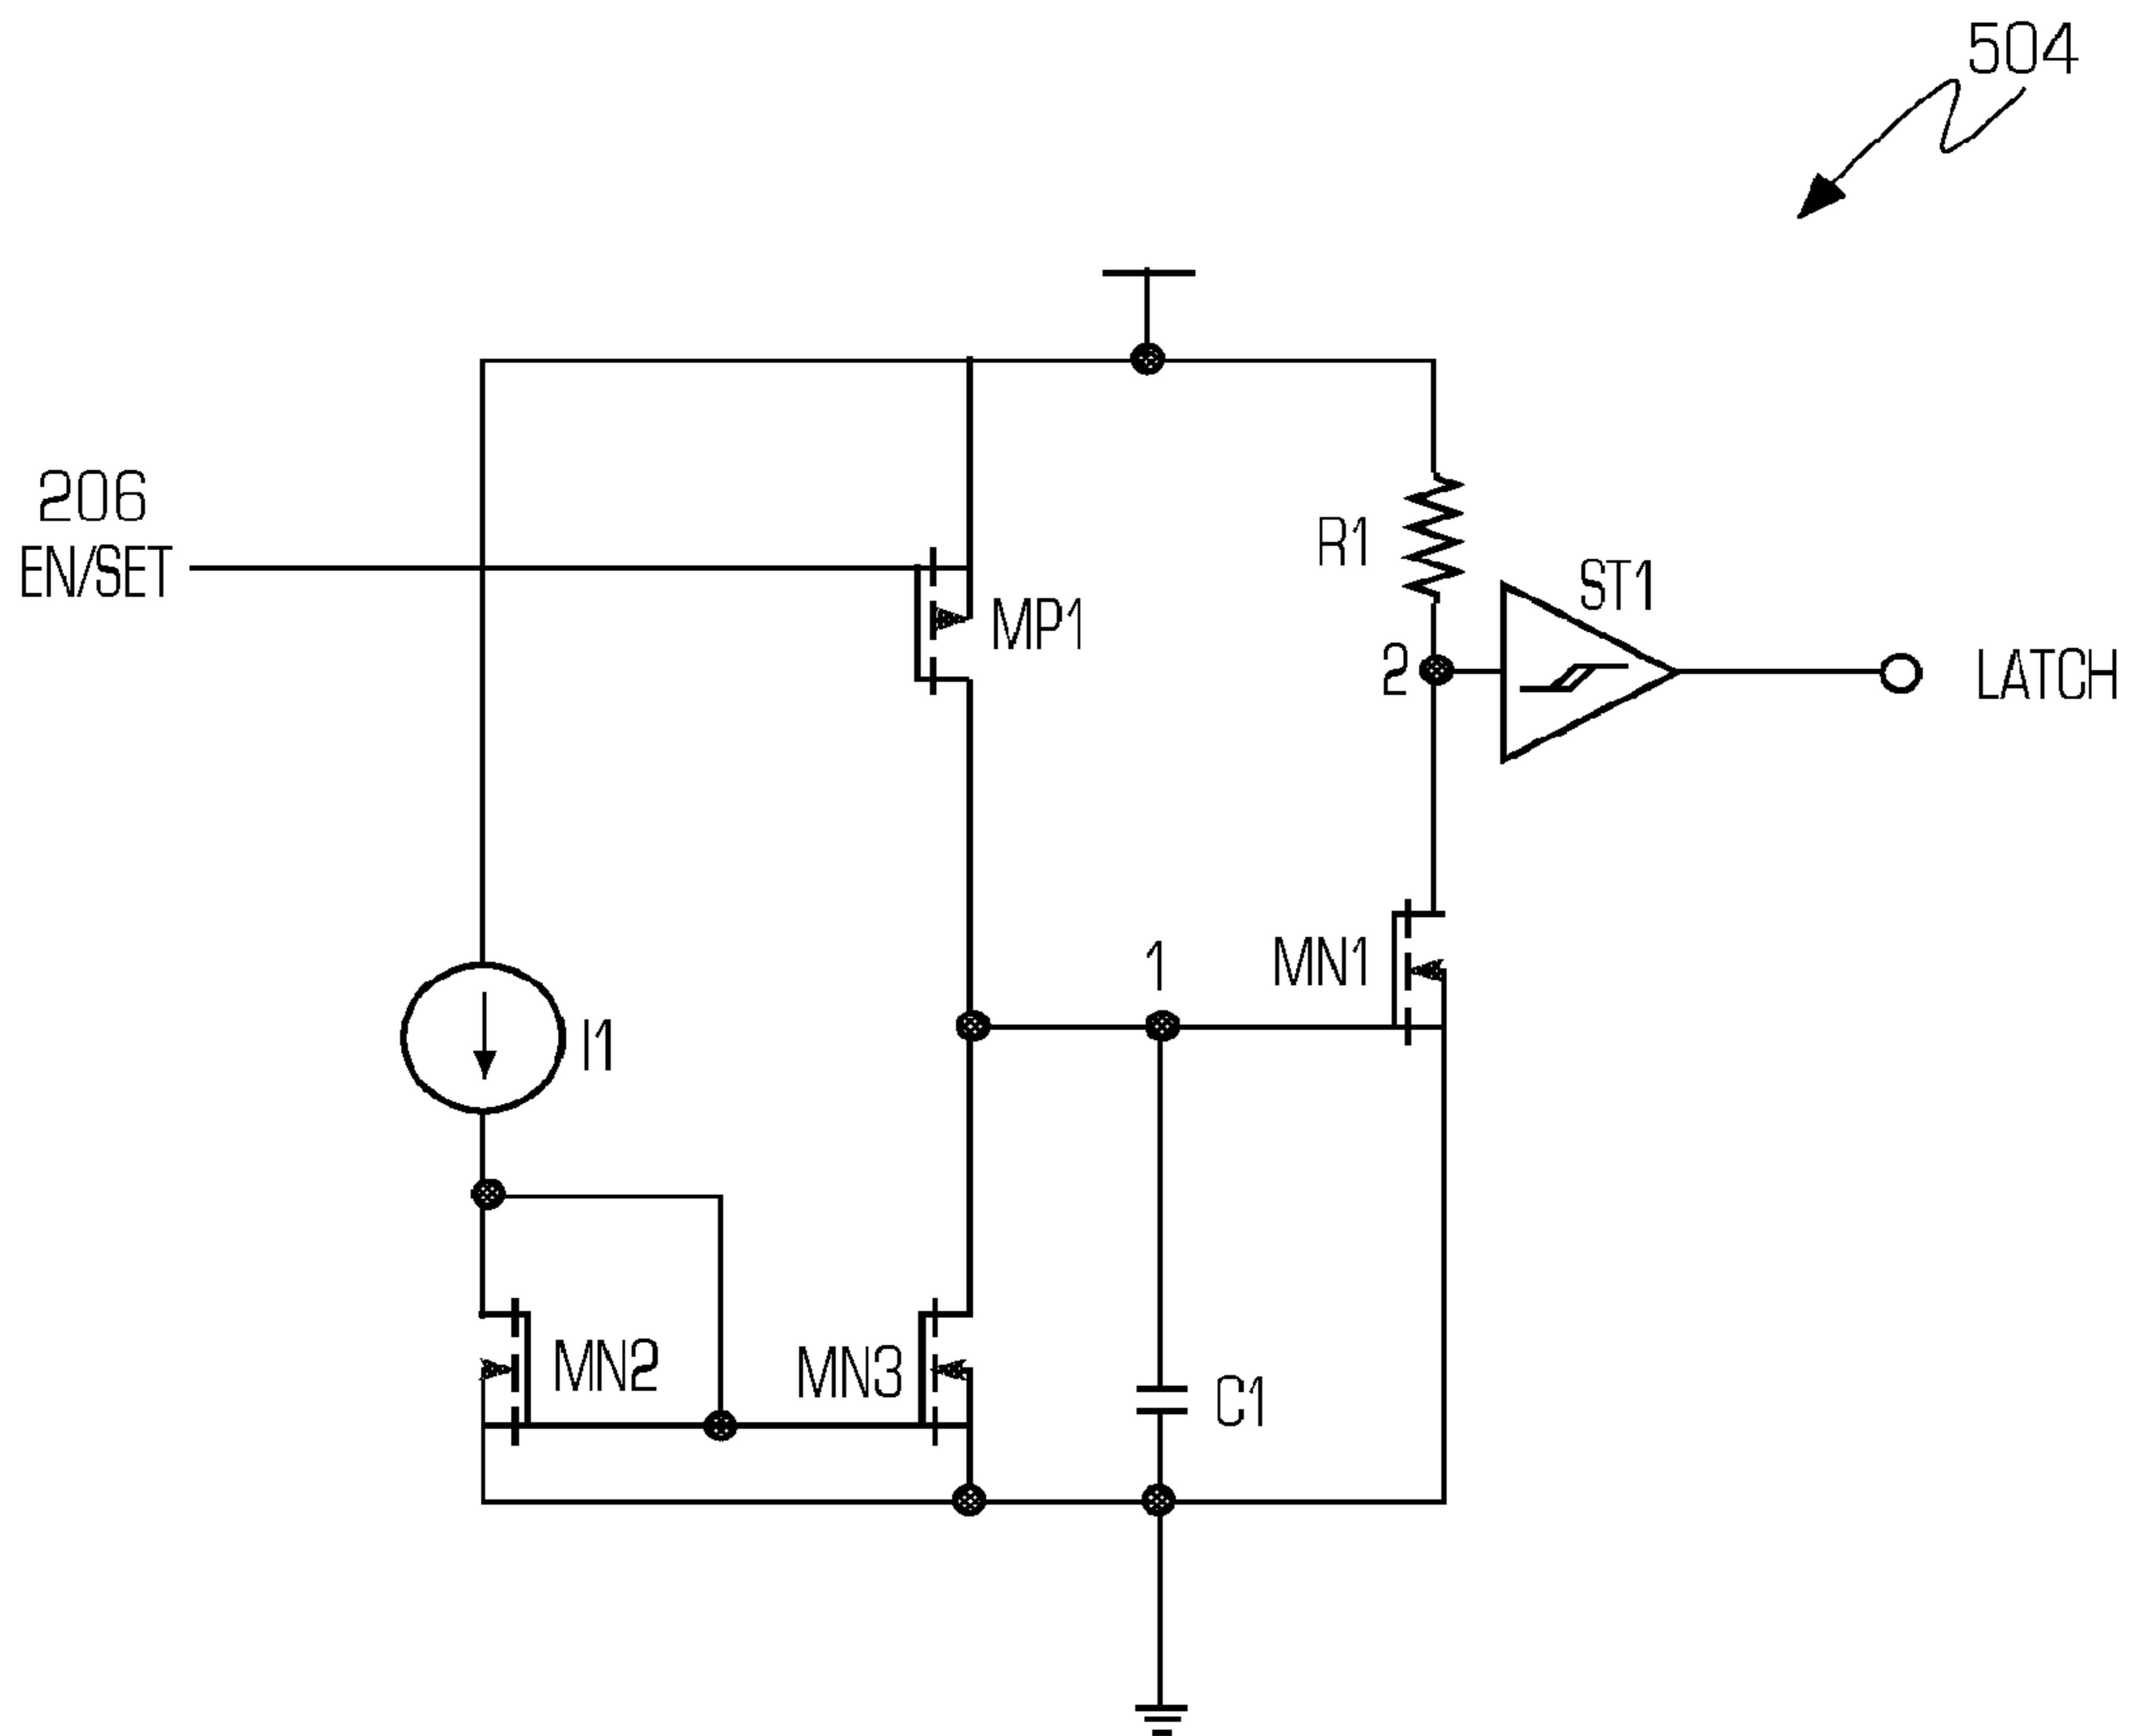 504
206
EN/SET
R1
ST1
MP1
2
LATCH
1
MN1
I1
MN2
MN3
C1